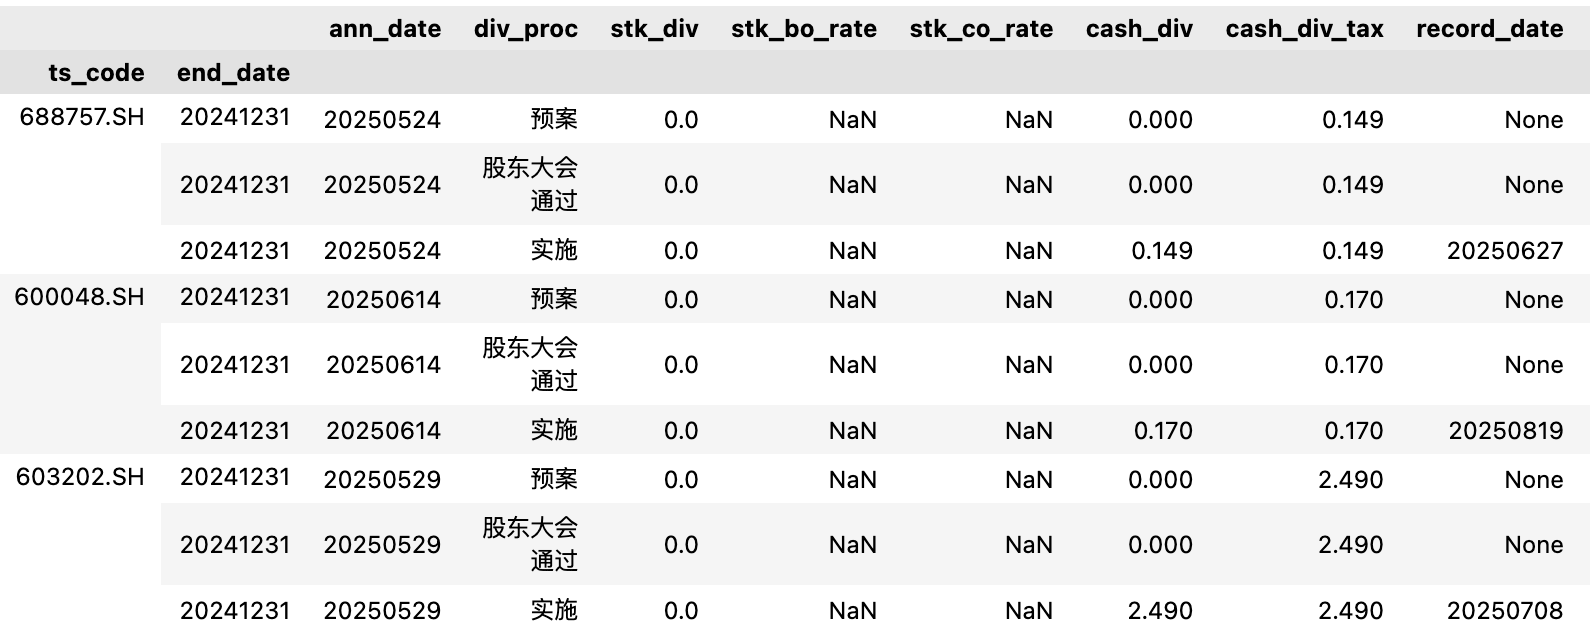 ann_date div_proc stk_div stk_bo_rate stk_co_rate cash_div cash_div_tax record_date
ts_code end_date
688757.SH 20241231 20250524 预案 0.0 NaN NaN 0.000 0.149 None
20241231 20250524 股东大会 0.0 NaN NaN 0.000 0.149 None
通过
20241231 20250524 实施 0.0 NaN NaN 0.149 0.149 20250627
600048.SH 20241231 20250614 预案 0.0 NaN NaN 0.000 0.170 None
20241231 20250614 股东大会 0.0 NaN NaN 0.000 0.170 None
通过
20241231 20250614 实施 0.0 NaN NaN 0.170 0.170 20250819
603202.SH 20241231 20250529 预案 0.0 NaN NaN 0.000 2.490 None
20241231 20250529 股东大会 0.0 NaN NaN 0.000 2.490 None
通过
20241231 20250529 实施 0.0 NaN NaN 2.490 2.490 20250708